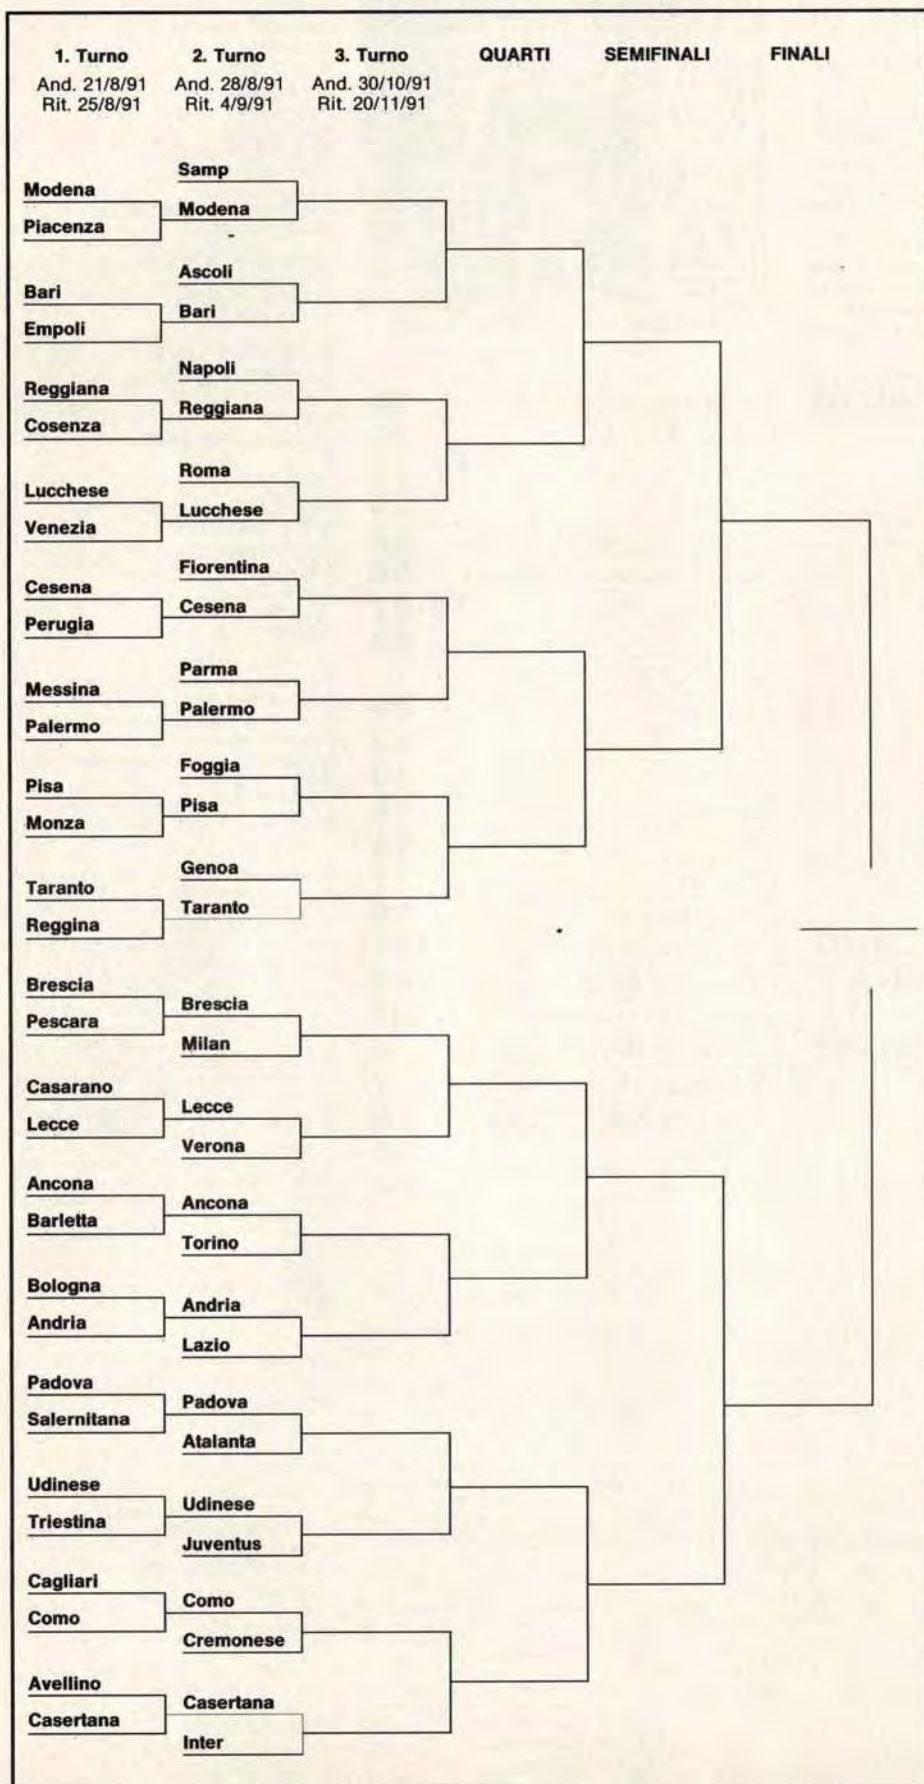 1. Turno 2. Turno 3. Turno QUARTI SEMIFINALI FINALI
And. 21/8/91 And. 28/8/91 And. 30/10/91
Rit. 25/8/91 Rit. 4/9/91 Rit. 20/11/91
Samp
Modena
Modena
Piacenza
Ascoli
Bari
Bari
Empoli
Napoli
Reggiana
Reggiana
Cosenza
Roma
Lucchese
Lucchese
Venezia
Fiorentina
Cesena
Cesena
Perugia
Parma
Messina
Palermo
Palermo
Foggia
Pisa
Pisa
Monza
Genoa
Taranto
Taranto
Reggina
Brescia
Brescia
Pescara
Milan
Casarano
Lecce
Lecce
Verona
Ancona
Ancona
Barletta
Torino
Bologna
Andria
Andria
Lazio
Padova
Padova
Salernitana
Atalanta
Udinese
Udinese
Triestina
Juventus
Cagliari
Como
Como
Cremonese
Avellino
Casertana
Casertana
Inter